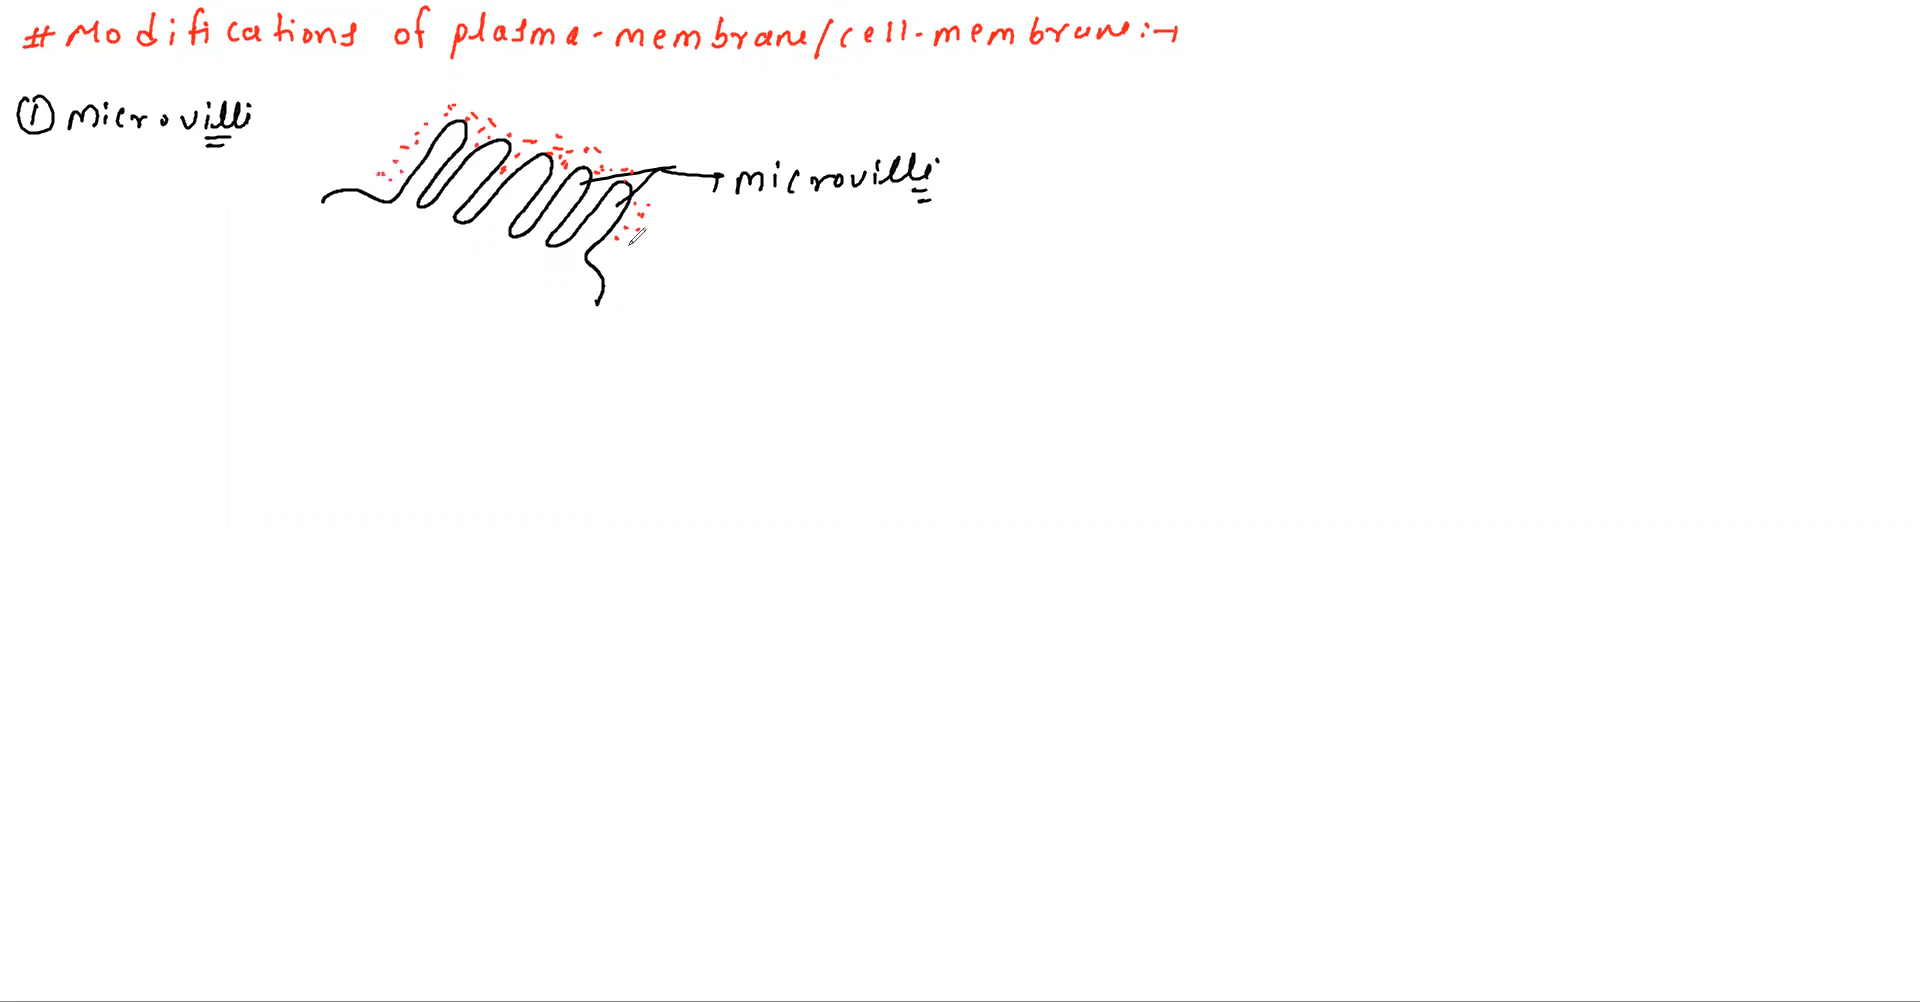 # Modifications of plasma-membrane/cell-membrane:→
① Microvilli
microvilli